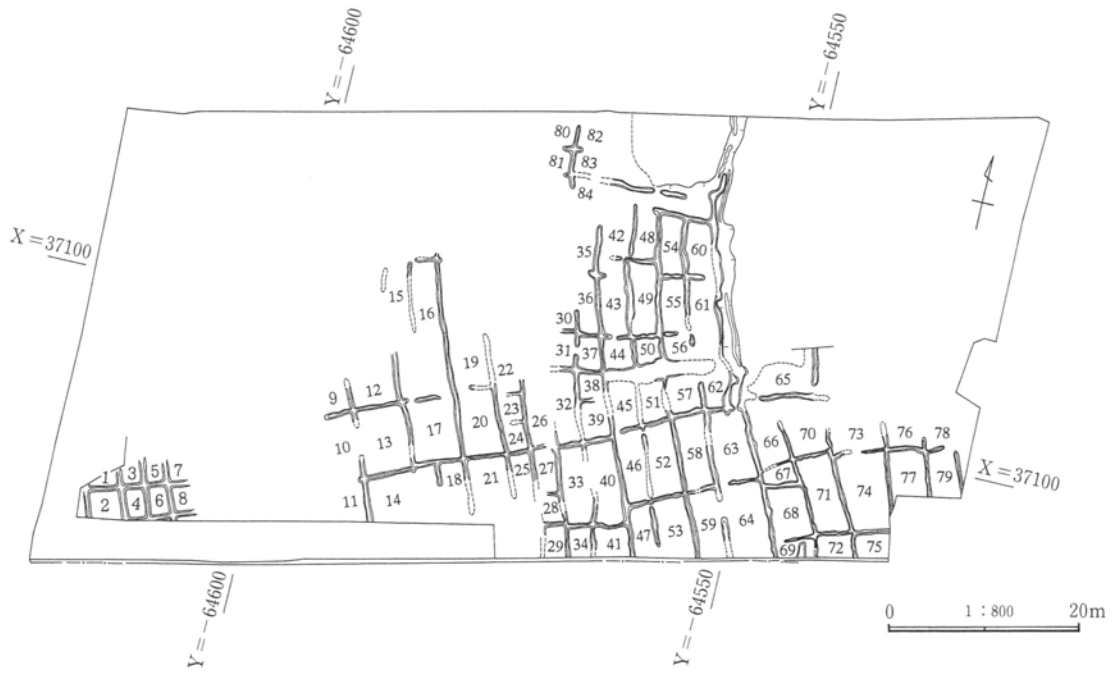 Y=-64600
Y=-64550
X=37100
80 82
81 83
84
42 48 54 60
35
36 43 49 55 61
15
16
30
31 37 44 50 56
19 22
9 12
20 23 26
32 38
39 45 51 57 62
65
10 13 17
24
11 14 18 21 25 27
33 40 46 52 58 63
66 70 73 76 78
67
71 74 77 79
28
29 34 41 47 53 59 64 68
69 72 75
1 3 5 7
2 4 6 8
X=37100
Y=-64600
Y=-64550
0 1:800 20m